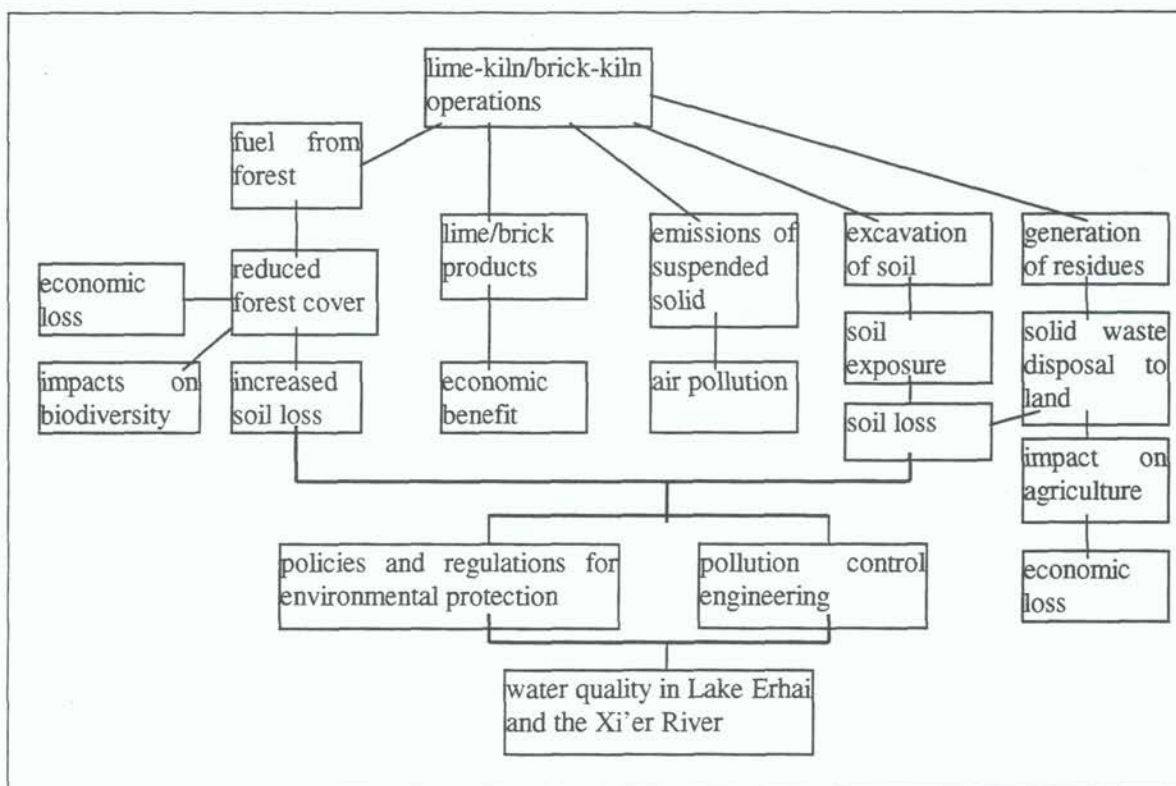 lime-kiln/brick-kiln
operations
fuel from
forest
lime/brick
products
emissions of
suspended
solid
excavation
of soil
generation
of residues
economic
loss
reduced
forest cover
soil
exposure
solid waste
disposal to
land
impacts on
biodiversity
increased
soil loss
economic
benefit
air pollution
soil loss
impact on
agriculture
policies and regulations for
environmental protection
pollution control
engineering
economic
loss
water quality in Lake Erhai
and the Xi'er River